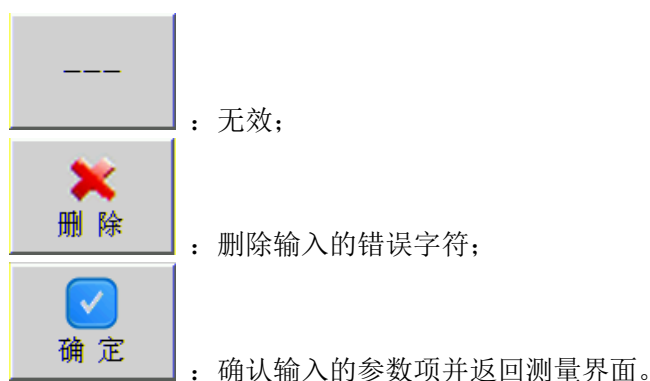 ---
：无效；
删 除
：删除输入的错误字符；
确 定
：确认输入的参数项并返回测量界面。